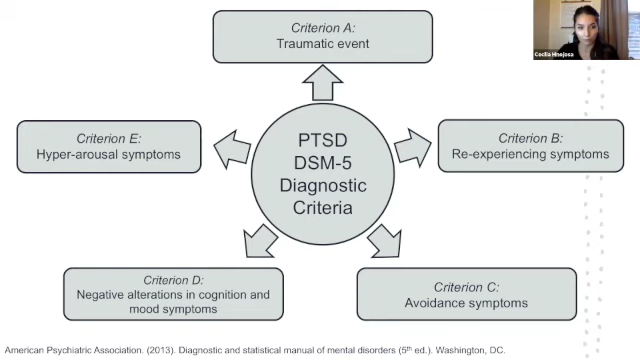 Criterion A:
Traumatic event
Cecilia Hinojosa
Criterion E:
Hyper-arousal symptoms
PTSD
DSM-5
Diagnostic
Criteria
Criterion B:
Re-experiencing symptoms
Criterion D:
Negative alterations in cognition and
mood symptoms
Criterion C:
Avoidance symptoms
American Psychiatric Association. (2013). Diagnostic and statistical manual of mental disorders (5th ed.). Washington, DC.